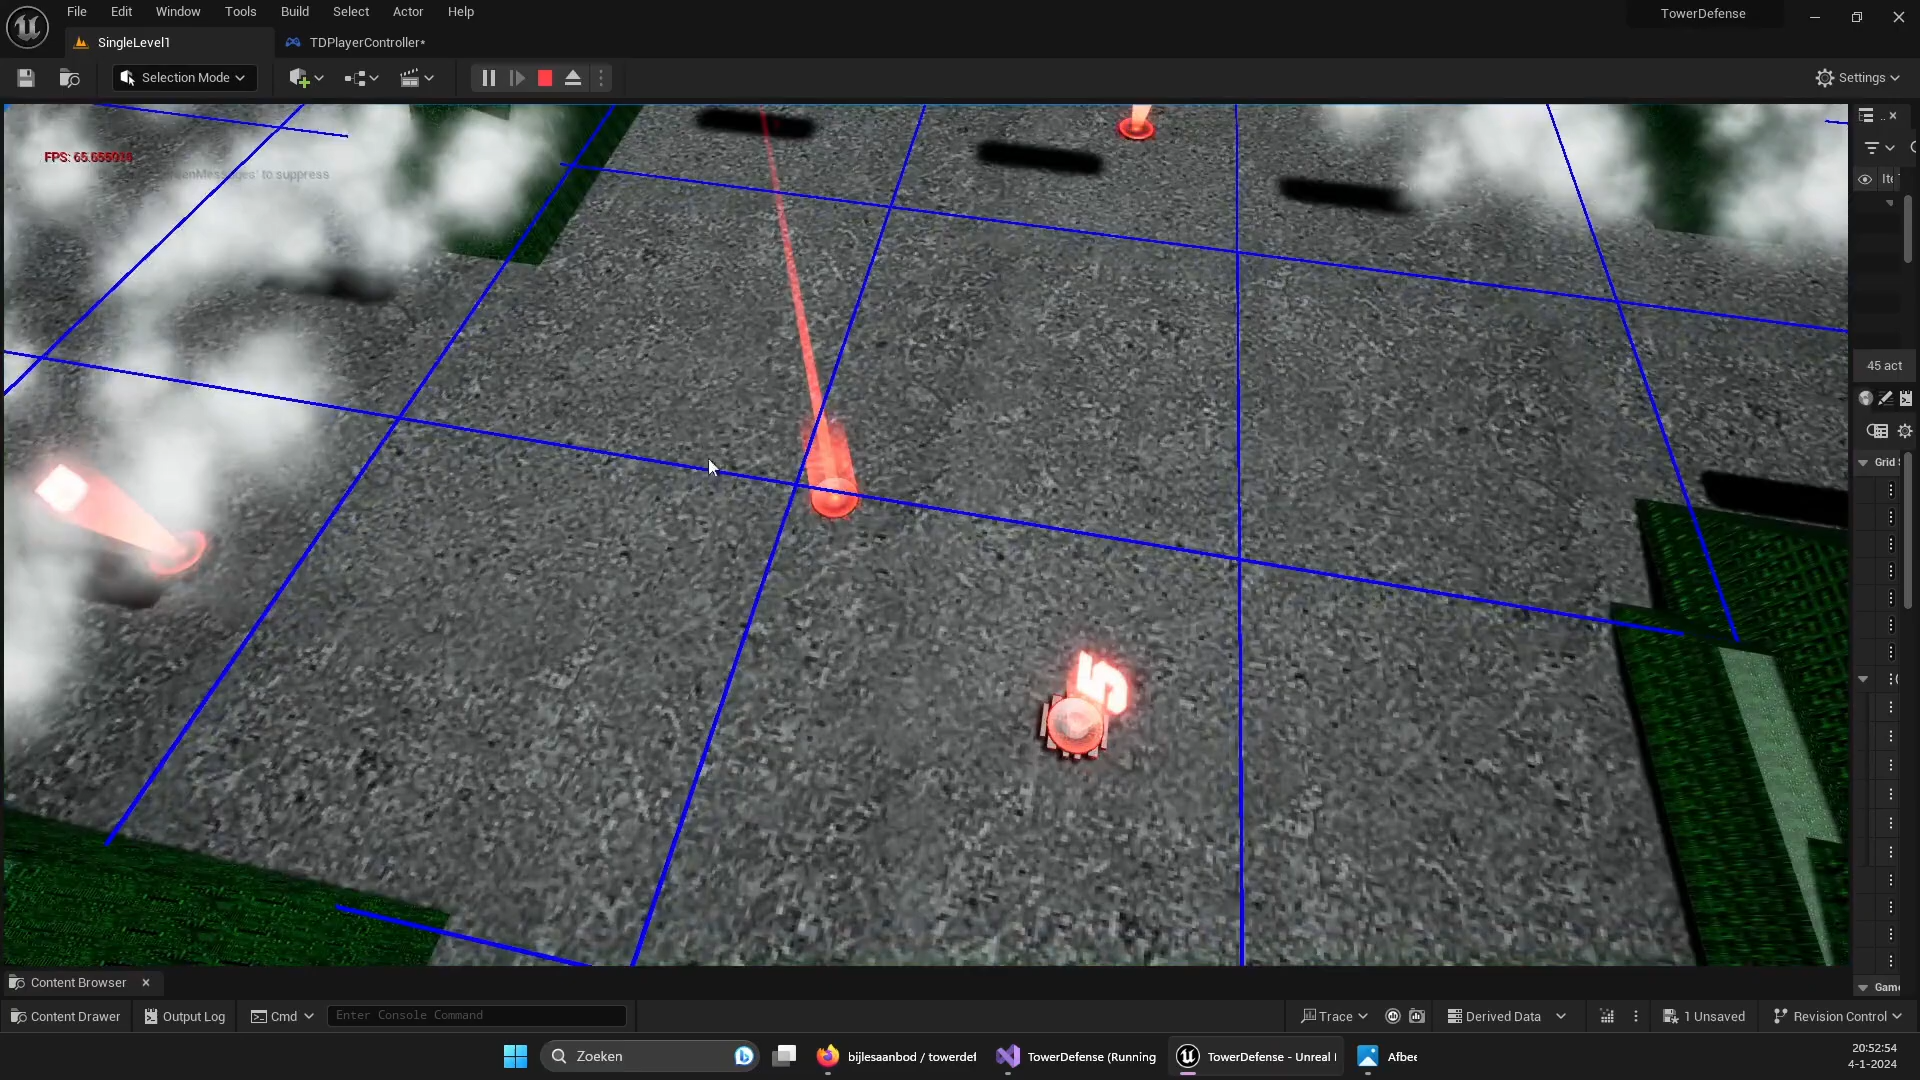 File Edit Window Tools Build Select Actor Help
TowerDefense
SingleLevel1
TDPlayerController*
Selection Mode
Settings
FPS:
to suppress
45 act
Grid
5
Game
Content Browser
Content Drawer
Output Log
Cmd
Enter Console Command
Trace
Derived Data
1 Unsaved
Revision Control
Zoeken
bijlesaanbod / towerdef
TowerDefense (Running
TowerDefense - Unreal
Afbee
20:52:54
4-1-2024